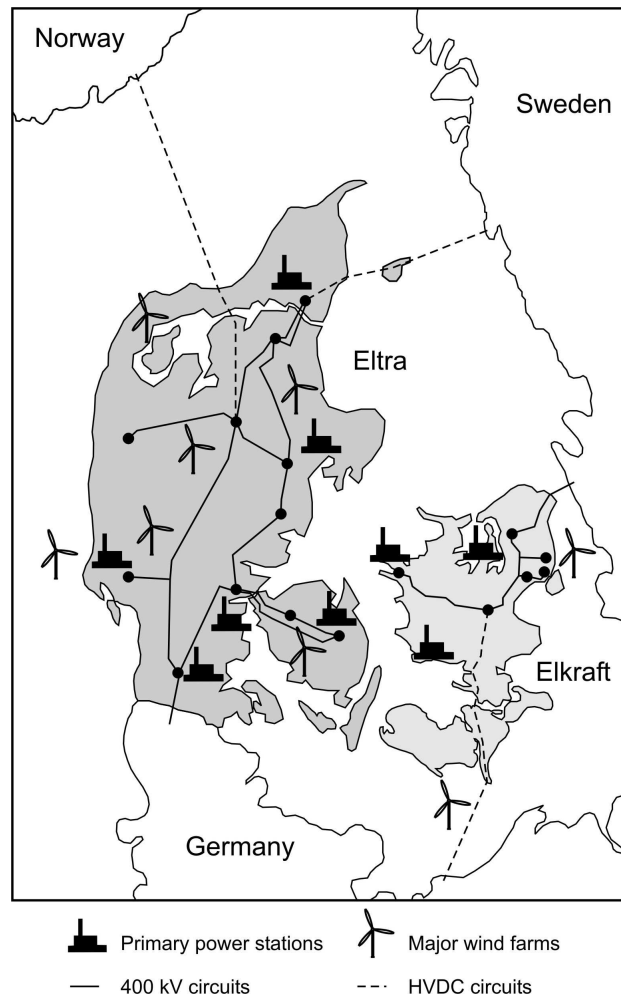 Norway
Sweden
Eltra
Elkraft
Germany
Primary power stations
Major wind farms
400 kV circuits
HVDC circuits